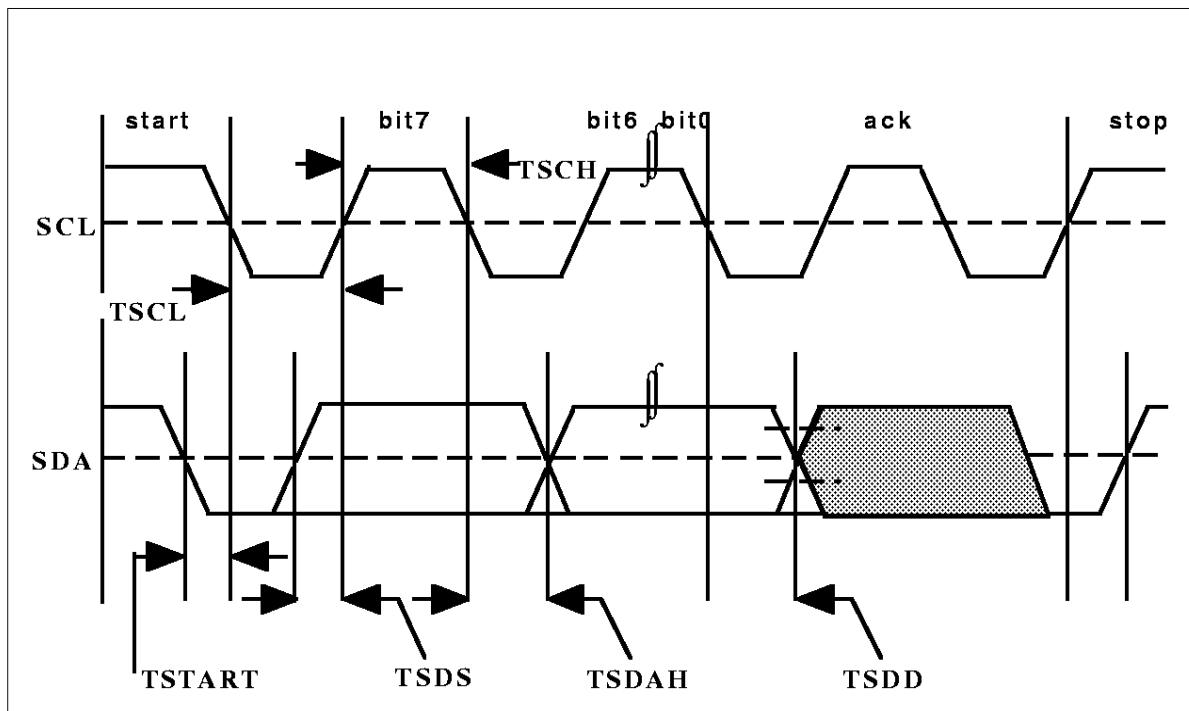 start bit7 bit6 bit0 ack stop
TSCH
SCL
TSCL
SDA
TSTART TSDS TSDAH TSDD